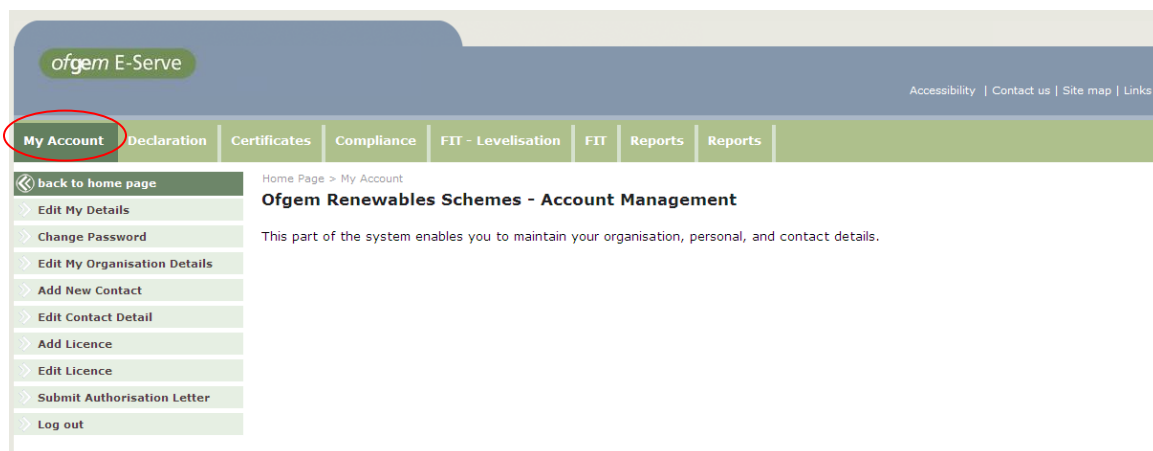 ofgem E-Serve
Accessibility | Contact us | Site map | Links
My Account Declaration Certificates Compliance FIT - Levelisation FIT Reports Reports
back to home page
Edit My Details
Change Password
Edit My Organisation Details
Add New Contact
Edit Contact Detail
Add Licence
Edit Licence
Submit Authorisation Letter
Log out
Home Page > My Account
Ofgem Renewables Schemes - Account Management
This part of the system enables you to maintain your organisation, personal, and contact details.